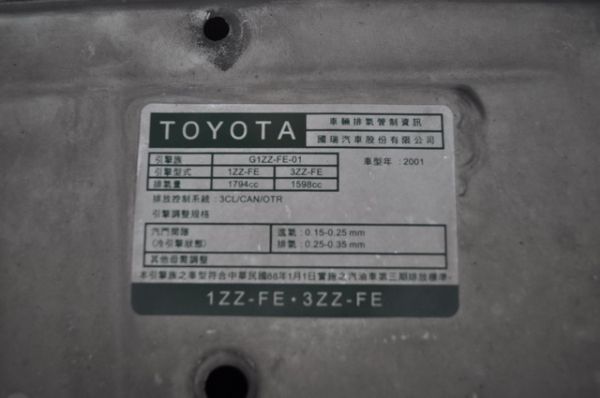 TOYOTA
車輛排氣管制資訊
國瑞汽車股份有限公司
引擎族 G1ZZ-FE-01 車型年：2001
引擎型式 1ZZ-FE 3ZZ-FE
排氣量 1794cc 1598cc
排放控制系統：3CL/CAN/OTR
引擎調整規格
汽門間隙 進氣：0.15-0.25 mm
(冷引擎狀態) 排氣：0.25-0.35 mm
其他毋需調整
本引擎族之車型符合中華民國88年1月1日實施之汽油車第三期排放標準
1ZZ-FE・3ZZ-FE